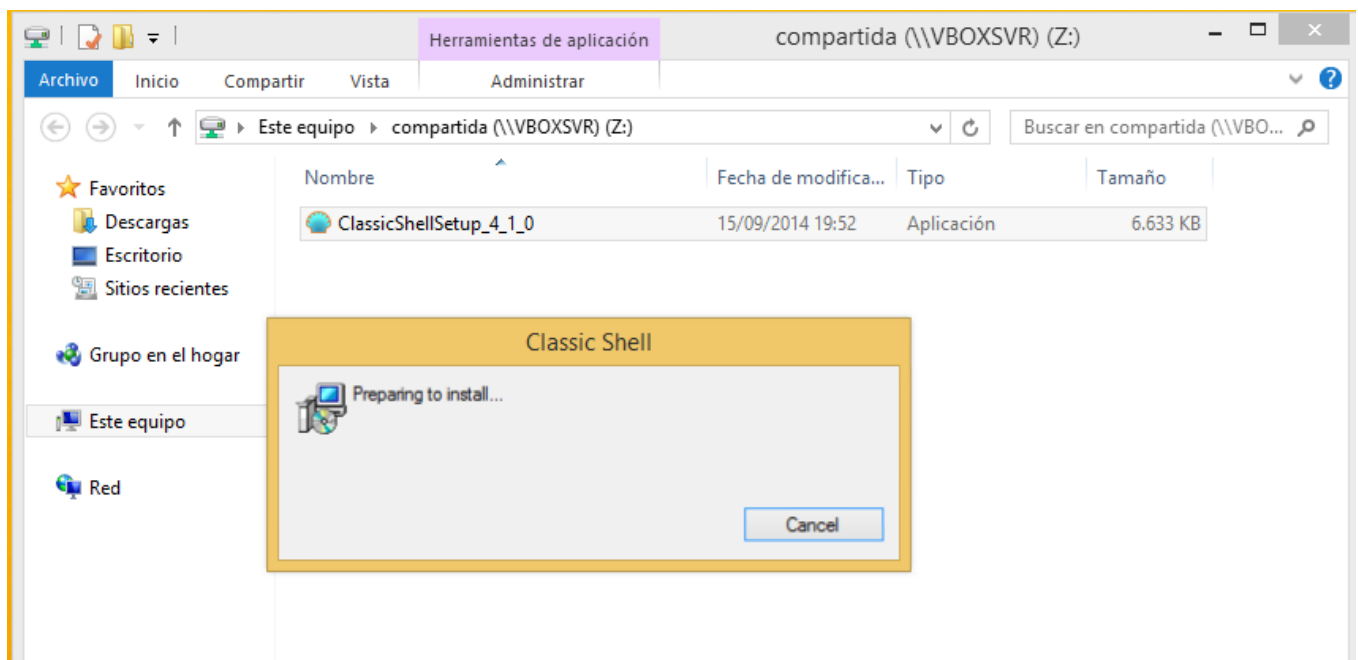 Herramientas de aplicación
compartida (\\VBOXSVR) (Z:)
Archivo Inicio Compartir Vista Administrar
Este equipo compartida (\\VBOXSVR) (Z:)
Buscar en compartida (\\VBO...
Favoritos
Descargas
Escritorio
Sitios recientes
Grupo en el hogar
Este equipo
Red
Nombre Fecha de modifica... Tipo Tamaño
ClassicShellSetup_4_1_0 15/09/2014 19:52 Aplicación 6.633 KB
Classic Shell
Preparing to install...
Cancel